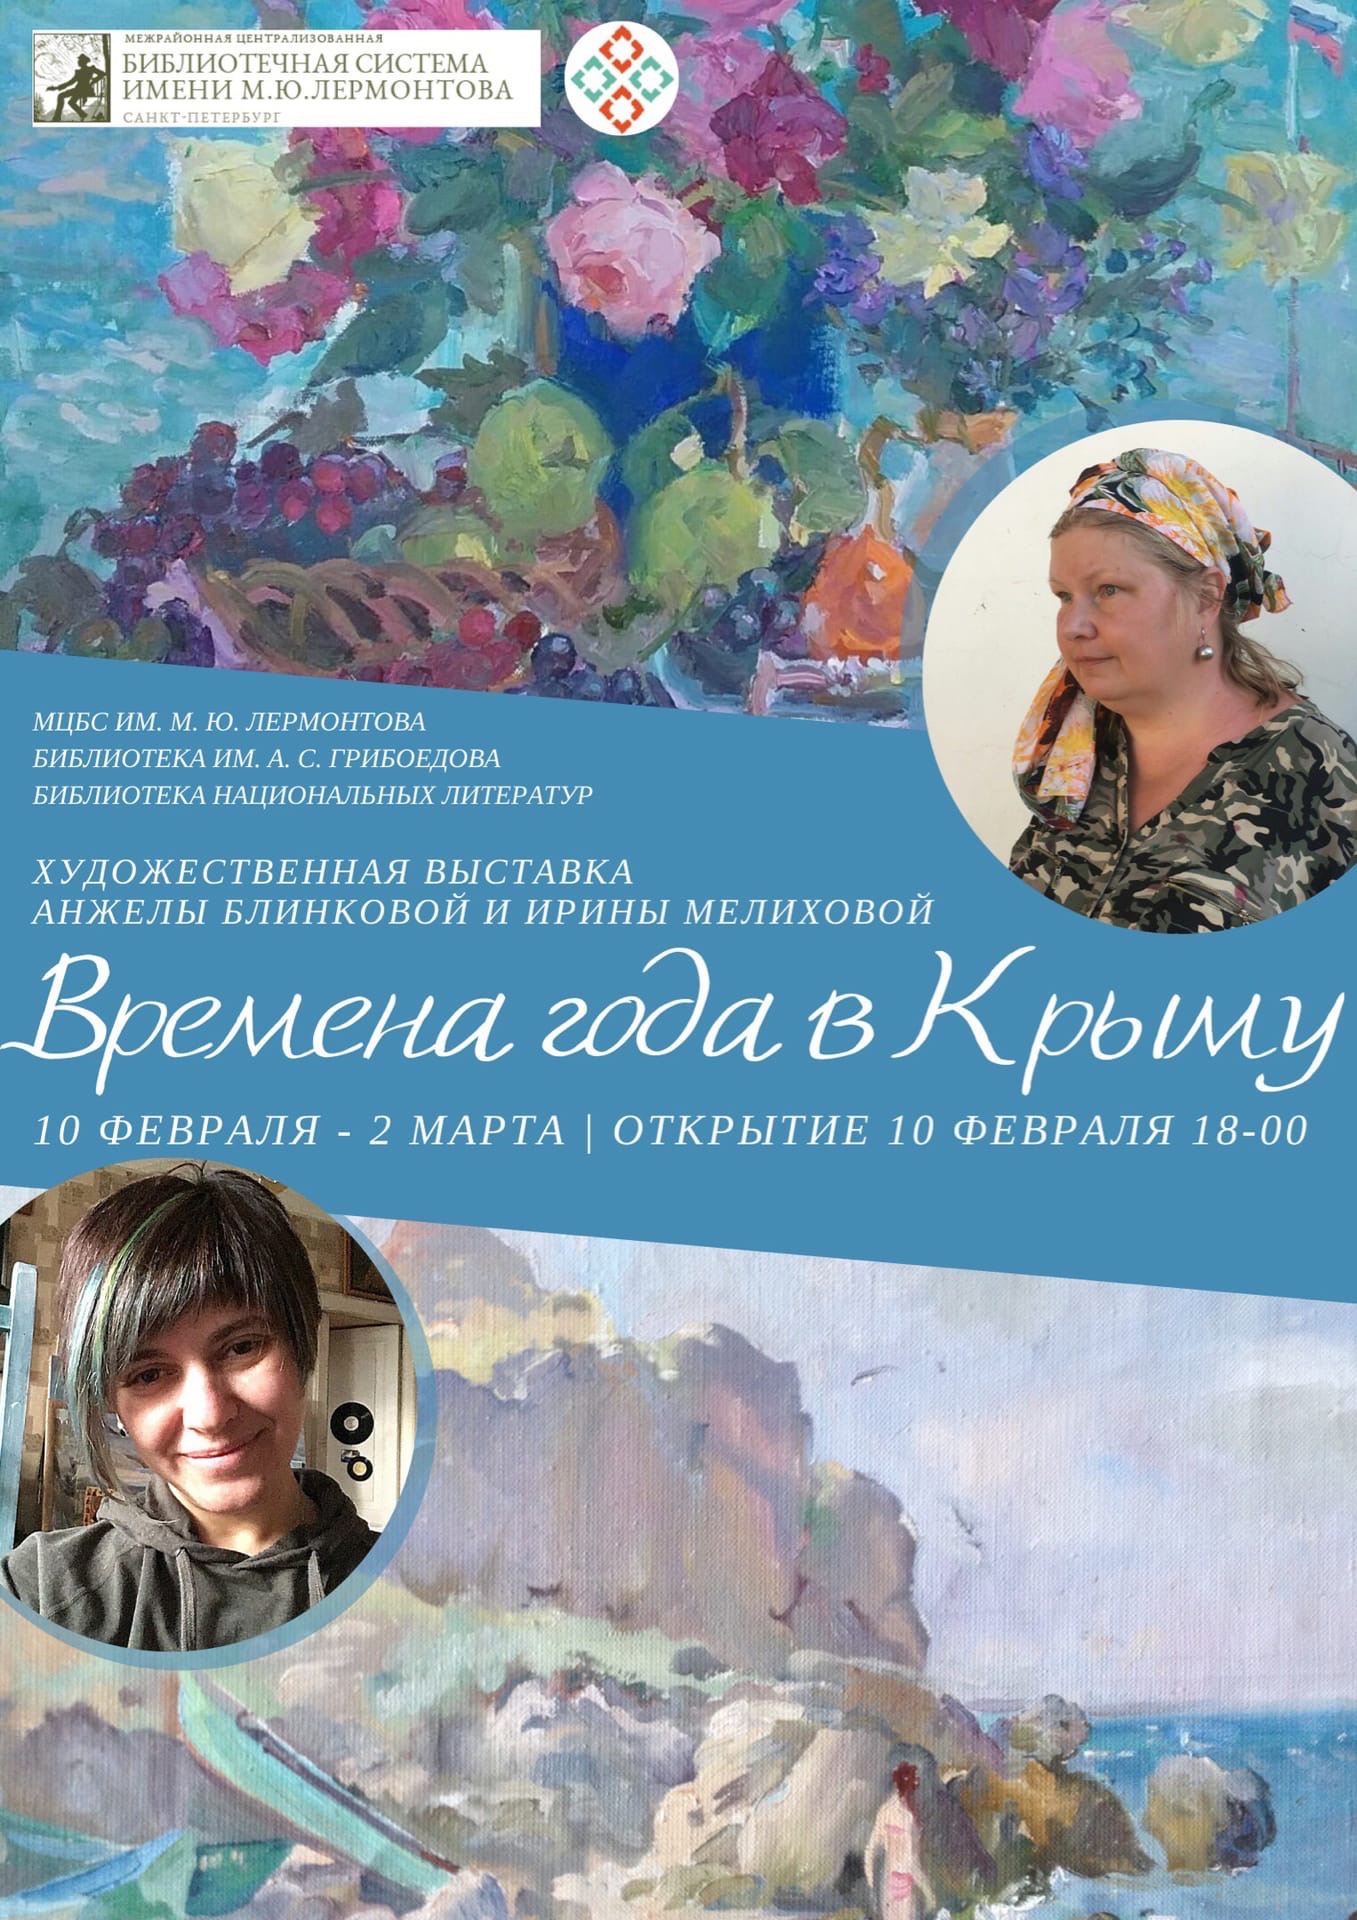 МЕЖРАЙОННАЯ ЦЕНТРАЛИЗОВАННАЯ
БИБЛИОТЕЧНАЯ СИСТЕМА
ИМЕНИ М.Ю.ЛЕРМОНТОВА
САНКТ-ПЕТЕРБУРГ
МЦБС ИМ. М. Ю. ЛЕРМОНТОВА
БИБЛИОТЕКА ИМ. А. С. ГРИБОЕДОВА
БИБЛИОТЕКА НАЦИОНАЛЬНЫХ ЛИТЕРАТУР
ХУДОЖЕСТВЕННАЯ ВЫСТАВКА
АНЖЕЛЫ БЛИНКОВОЙ И ИРИНЫ МЕЛИХОВОЙ
Времена года в Крыму
10 ФЕВРАЛЯ - 2 МАРТА | ОТКРЫТИЕ 10 ФЕВРАЛЯ 18-00